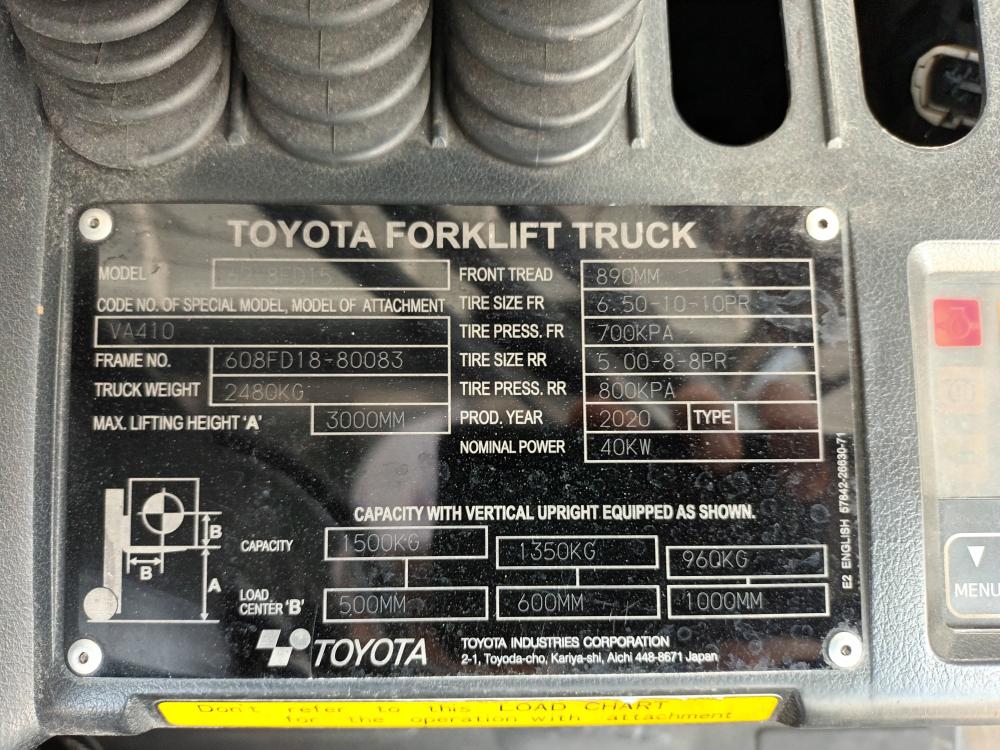 TOYOTA FORKLIFT TRUCK
MODEL 8FD15
CODE NO. OF SPECIAL MODEL, MODEL OF ATTACHMENT
VA410
FRAME NO. 608FD18-80083
TRUCK WEIGHT 2480KG
MAX. LIFTING HEIGHT 'A' 3000MM
FRONT TREAD 890MM
TIRE SIZE FR 6.50-10-10PR
TIRE PRESS. FR 700KPA
TIRE SIZE RR 5.00-8-8PR
TIRE PRESS. RR 800KPA
PROD. YEAR 2020 TYPE
NOMINAL POWER 40KW
CAPACITY WITH VERTICAL UPRIGHT EQUIPPED AS SHOWN.
B
B
A
CAPACITY 1500KG 1350KG 960KG
LOAD
CENTER 'B' 500MM 600MM 1000MM
TOYOTA
TOYOTA INDUSTRIES CORPORATION
2-1, Toyoda-cho, Kariya-shi, Aichi 448-8671 Japan
E2 ENGLISH 57842-26630-71
MENU
Don't refer to this LOAD CHART
for the operation with attachment